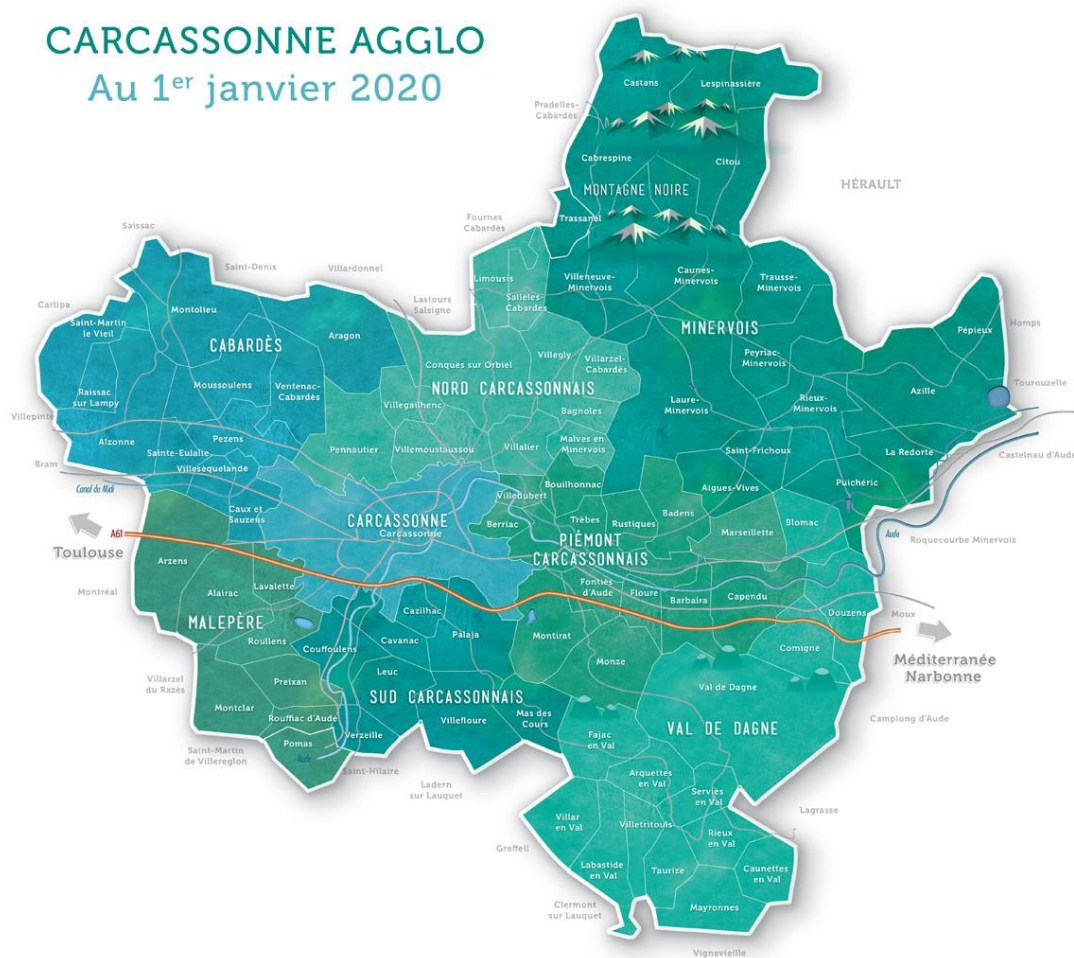 CARCASSONNE AGGLO
Au 1er janvier 2020
Castans
Lespinassière
Pradelles-
Cabardès
Cabrespine
Citou
HÉRAULT
MONTAGNE NOIRE
Trassanel
Fournes
Cabardès
Saissac
Saint-Denis
Villardonnel
Limousis
Villeneuve-
Minervois
Caunes-
Minervois
Trausse-
Minervois
Carlipa
Montolieu
Lastours
Salsigne
Salleles-
Cabardès
Saint-Martin
le Vieil
CABARDÈS
Aragon
MINERVOIS
Pépieux
Homps
Villegly
Conques sur Orbiel
Villarzel-
Cabardès
Peyriac-
Minervois
Raissac
sur Lampy
Moussoulens
Ventenac-
Cabardès
NORD CARCASSONNAIS
Azille
Tourouzelle
Villegailhenc
Bagnoles
Laure-
Minervois
Rieux-
Minervois
Villepinte
Alzonne
Pezens
Pennautier
Villemoustaussou
Villalier
Malves en
Minervois
Saint-Frichoux
La Redorte
Castelnau d'Aude
Sainte-Eulalie
Bram
Villesèquelande
Bouilhonnac
Aigues-Vives
Puichéric
Canal du Midi
Villedubert
Caux et
Sauzens
CARCASSONNE
Carcassonne
Berriac
Trèbes
Rustiques
Badens
Marseillette
Blomac
Aude
Roquecourbe Minervois
A61
Toulouse
PIÉMONT
CARCASSONNAIS
Arzens
Montréal
Alairac
Lavalette
Fontiès
d'Aude
Floure
Barbaira
Capendu
Douzens
Moux
MALEPÈRE
Cazilhac
Roullens
Couffoulens
Cavanac
Palaja
Montirat
Comigne
Méditerranée
Narbonne
Leuc
Monze
Villarzel
du Razès
Preixan
SUD CARCASSONNAIS
Val de Dagne
Montclar
Rouffiac d'Aude
Villefloure
Mas des
Cours
Camplong d'Aude
Pomas
Verzeille
Fajac
en Val
VAL DE DAGNE
Saint-Martin
de Villereglon
Aude
Saint-Hilaire
Ladern
sur Lauquet
Arquettes
en Val
Serviès
en Val
Lagrasse
Villar
en Val
Villetritouls
Rieux
en Val
Greffeil
Labastide
en Val
Taurize
Caunettes
en Val
Clermont
sur Lauquet
Mayronnes
Vignevieille